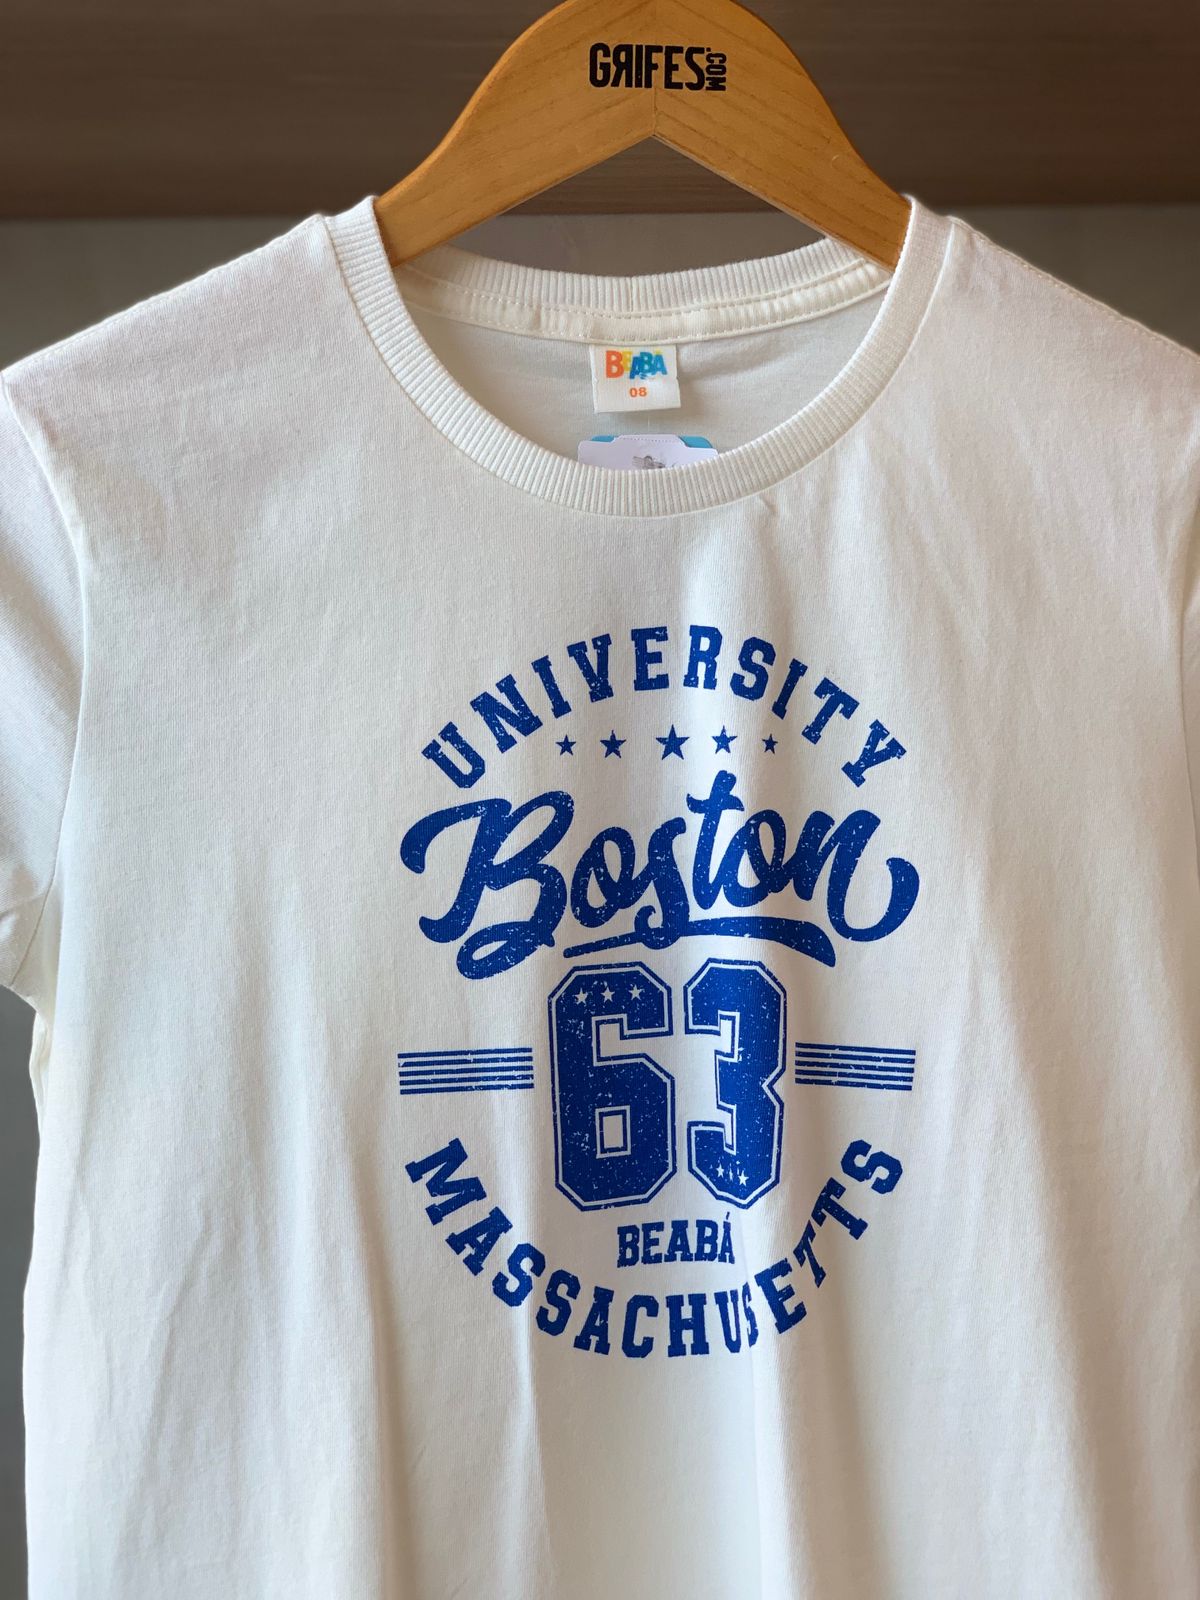 GRIFES.COM
BEABA
08
UNIVERSITY
Boston
63
BEABÁ
MASSACHUSETTS